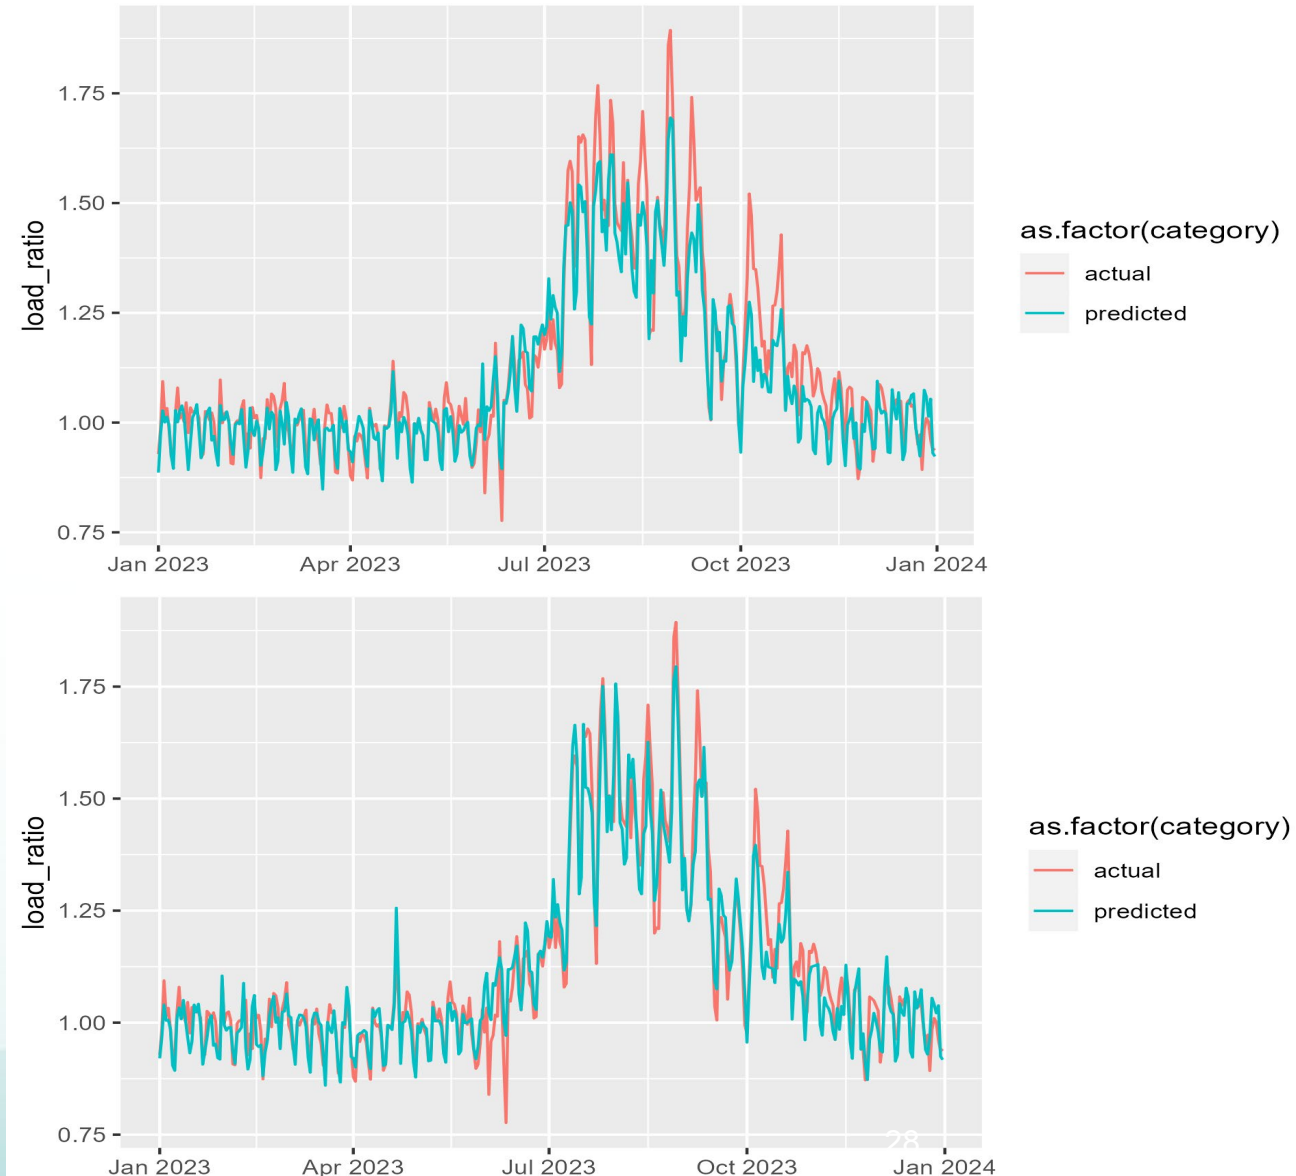 load_ratio
1.75
1.50
1.25
1.00
0.75
Jan 2023 Apr 2023 Jul 2023 Oct 2023 Jan 2024
as.factor(category)
actual
predicted
load_ratio
1.75
1.50
1.25
1.00
0.75
Jan 2023 Apr 2023 Jul 2023 Oct 2023 Jan 2024
as.factor(category)
actual
predicted
28